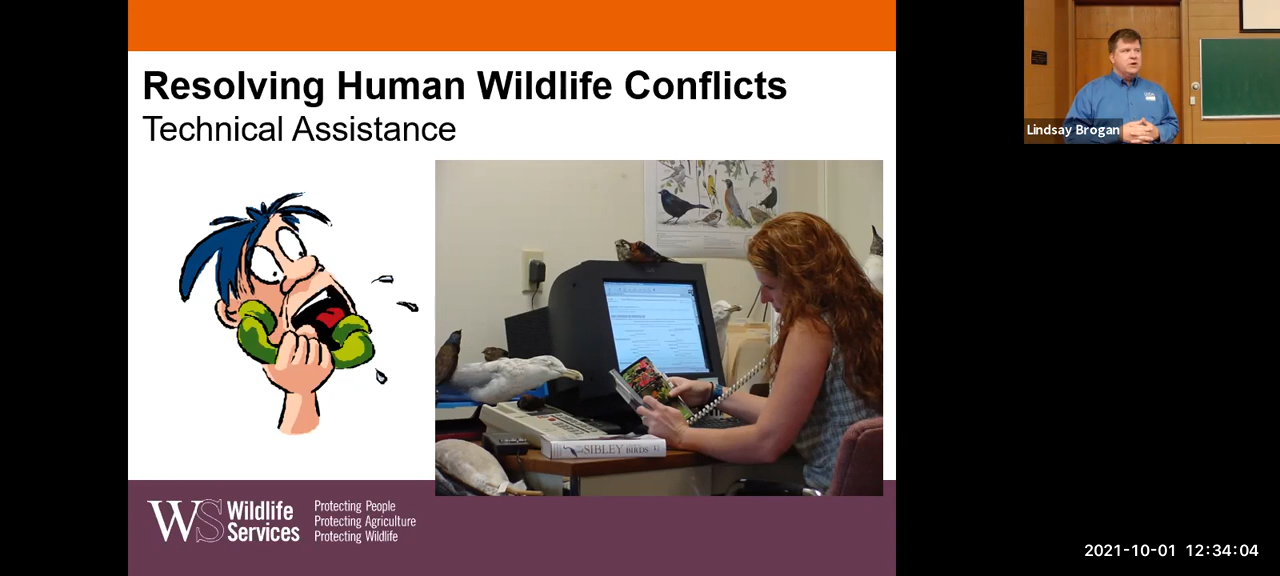 Resolving Human Wildlife Conflicts
Technical Assistance
Lindsay Brogan
SIBLEY BIRDS
WS Wildlife Services
Protecting People
Protecting Agriculture
Protecting Wildlife
2021-10-01 12:34:04